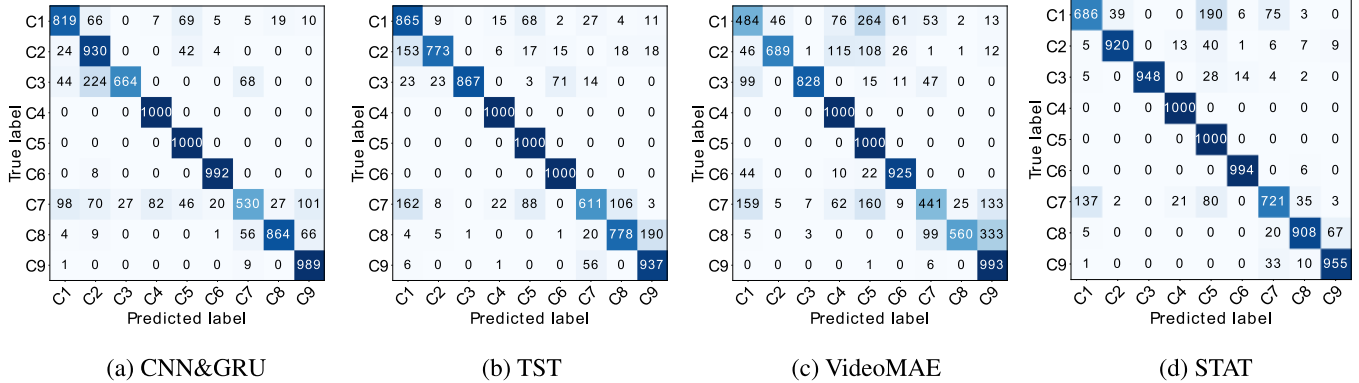 True label
C1 819 66 0 7 69 5 5 19 10
C2 24 930 0 0 42 4 0 0 0
C3 44 224 664 0 0 0 68 0 0
C4 0 0 0 1000 0 0 0 0 0
C5 0 0 0 0 1000 0 0 0 0
C6 0 8 0 0 0 992 0 0 0
C7 98 70 27 82 46 20 530 27 101
C8 4 9 0 0 0 1 56 864 66
C9 1 0 0 0 0 0 9 0 989
C1 C2 C3 C4 C5 C6 C7 C8 C9
Predicted label
(a) CNN&GRU
True label
C1 865 9 0 15 68 2 27 4 11
C2 153 773 0 6 17 15 0 18 18
C3 23 23 867 0 3 71 14 0 0
C4 0 0 0 1000 0 0 0 0 0
C5 0 0 0 0 1000 0 0 0 0
C6 0 0 0 0 0 1000 0 0 0
C7 162 8 0 22 88 0 611 106 3
C8 4 5 1 0 0 1 20 778 190
C9 6 0 0 1 0 0 56 0 937
C1 C2 C3 C4 C5 C6 C7 C8 C9
Predicted label
(b) TST
True label
C1 484 46 0 76 264 61 53 2 13
C2 46 689 1 115 108 26 1 1 12
C3 99 0 828 0 15 11 47 0 0
C4 0 0 0 1000 0 0 0 0 0
C5 0 0 0 0 1000 0 0 0 0
C6 44 0 0 10 22 925 0 0 0
C7 159 5 7 62 160 9 441 25 133
C8 5 0 3 0 0 0 99 560 333
C9 0 0 0 0 1 0 6 0 993
C1 C2 C3 C4 C5 C6 C7 C8 C9
Predicted label
(c) VideoMAE
True label
C1 686 39 0 0 190 6 75 3 0
C2 5 920 0 13 40 1 6 7 9
C3 5 0 948 0 28 14 4 2 0
C4 0 0 0 1000 0 0 0 0 0
C5 0 0 0 0 1000 0 0 0 0
C6 0 0 0 0 0 994 0 6 0
C7 137 2 0 21 80 0 721 35 3
C8 5 0 0 0 0 0 20 908 67
C9 1 0 0 0 0 0 33 10 955
C1 C2 C3 C4 C5 C6 C7 C8 C9
Predicted label
(d) STAT